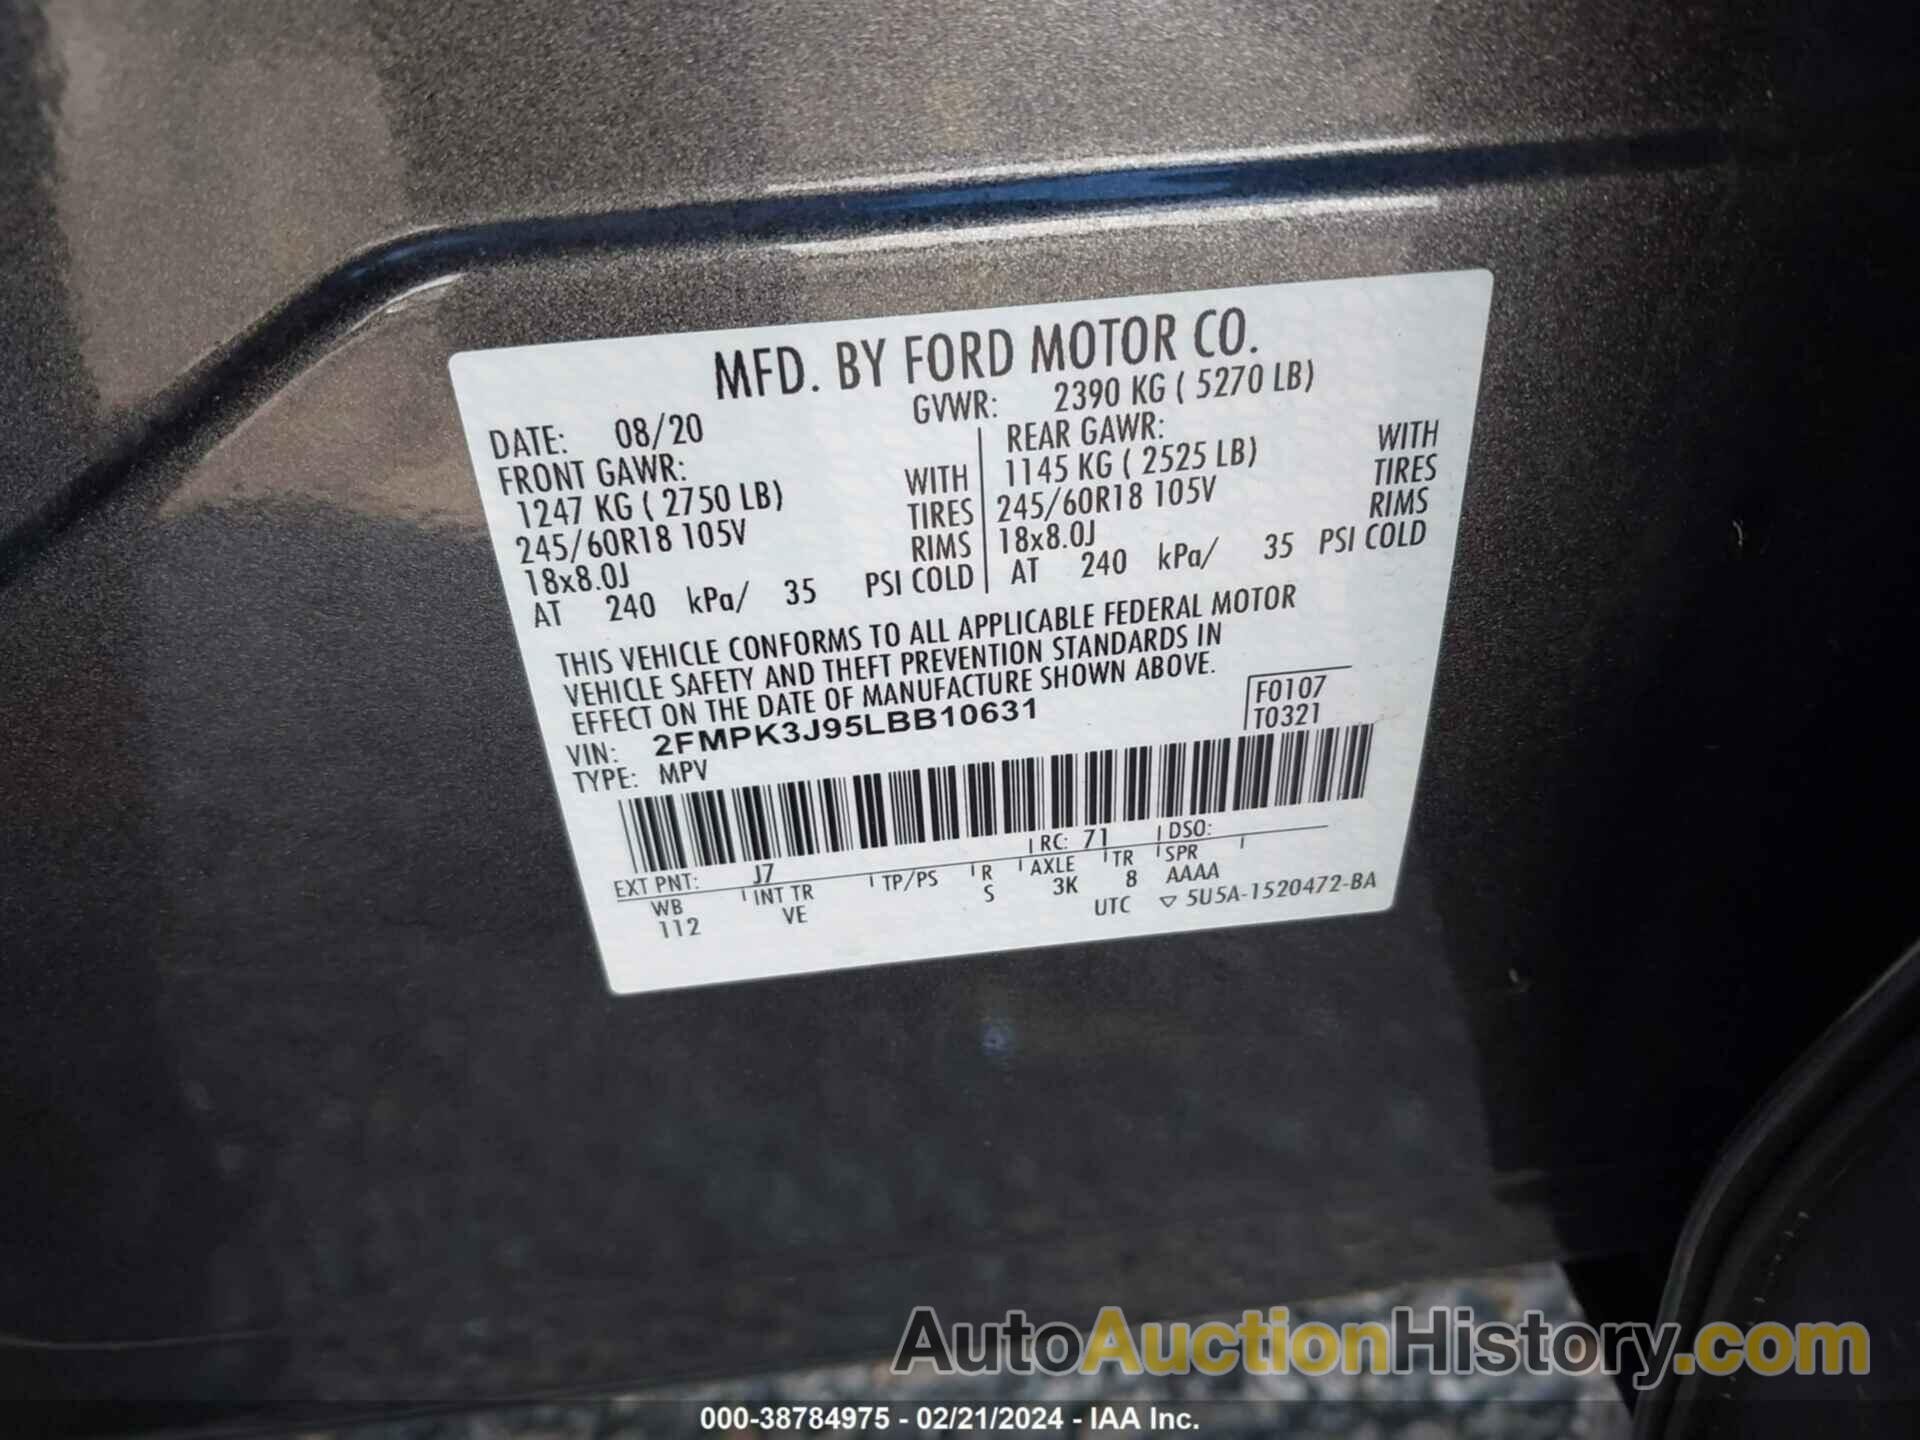 MFD. BY FORD MOTOR CO.
DATE: 08/20 GVWR: 2390 KG ( 5270 LB)
FRONT GAWR: REAR GAWR:
1247 KG ( 2750 LB) WITH 1145 KG ( 2525 LB) WITH
245/60R18 105V TIRES 245/60R18 105V TIRES
18x8.0J RIMS 18x8.0J RIMS
AT 240 kPa/ 35 PSI COLD AT 240 kPa/ 35 PSI COLD
THIS VEHICLE CONFORMS TO ALL APPLICABLE FEDERAL MOTOR
VEHICLE SAFETY AND THEFT PREVENTION STANDARDS IN
EFFECT ON THE DATE OF MANUFACTURE SHOWN ABOVE.
VIN: 2FMPK3J95LBB10631 F0107
TYPE: MPV T0321
EXT PNT: J7 RC: 71 DSO:
WB INT TR TP/PS R AXLE TR SPR
112 VE S 3K 8 AAAA
UTC ▽ 5U5A-1520472-BA
AutoAuctionHistory.com
000-38784975 - 02/21/2024 - IAA Inc.